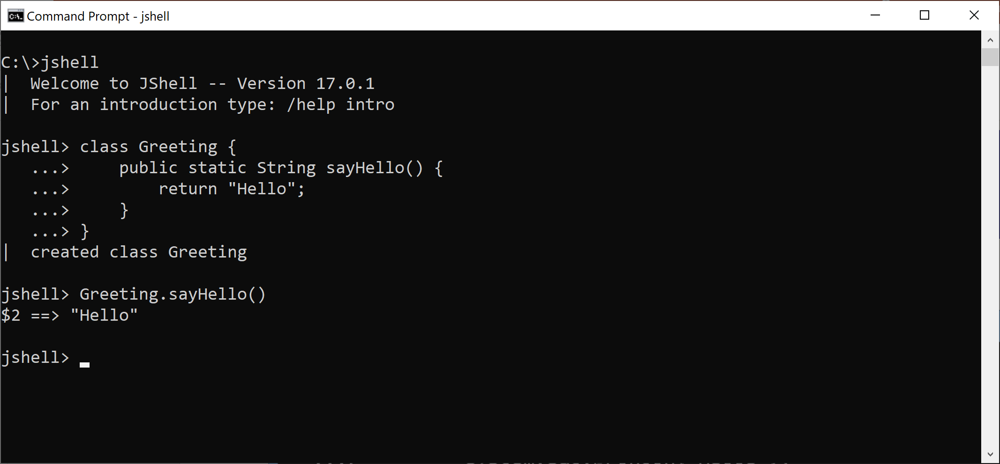 Command Prompt - jshell
C:\>jshell
|  Welcome to JShell -- Version 17.0.1
|  For an introduction type: /help intro
jshell> class Greeting {
   ...>     public static String sayHello() {
   ...>         return "Hello";
   ...>     }
   ...> }
|  created class Greeting
jshell> Greeting.sayHello()
$2 ==> "Hello"
jshell>